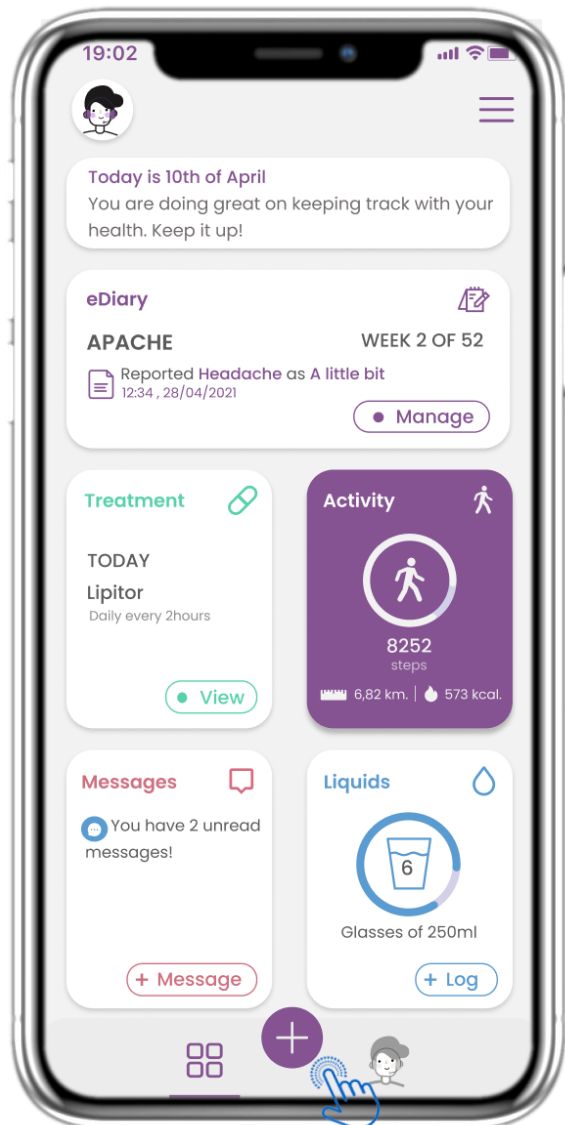 19:02
Today is 10th of April
You are doing great on keeping track with your
health. Keep it up!
eDiary
APACHE
WEEK 2 OF 52
Reported Headache as A little bit
12:34 , 28/04/2021
Manage
Treatment
TODAY
Lipitor
Daily every 2hours
View
Activity
8252
steps
6,82 km. | 573 kcal.
Messages
You have 2 unread
messages!
+ Message
Liquids
6
Glasses of 250ml
+ Log